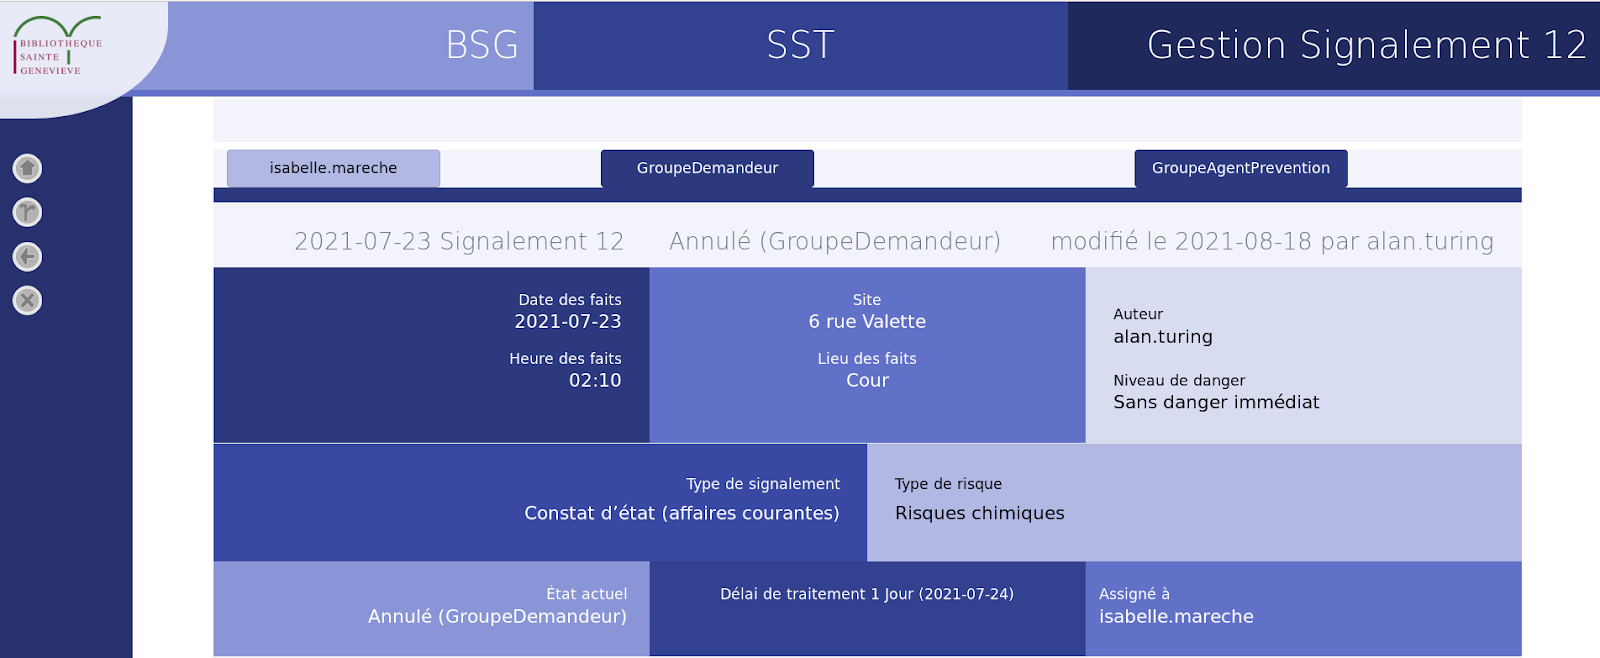 BIBLIOTHEQUE
SAINTE
GENEVIEVE
BSG
SST
Gestion Signalement 12
isabelle.mareche
GroupeDemandeur
GroupeAgentPrevention
2021-07-23 Signalement 12
Annulé (GroupeDemandeur)
modifié le 2021-08-18 par alan.turing
Date des faits
2021-07-23
Heure des faits
02:10
Site
6 rue Valette
Lieu des faits
Cour
Auteur
alan.turing
Niveau de danger
Sans danger immédiat
Type de signalement
Constat d’état (affaires courantes)
Type de risque
Risques chimiques
État actuel
Annulé (GroupeDemandeur)
Délai de traitement 1 Jour (2021-07-24)
Assigné à
isabelle.mareche